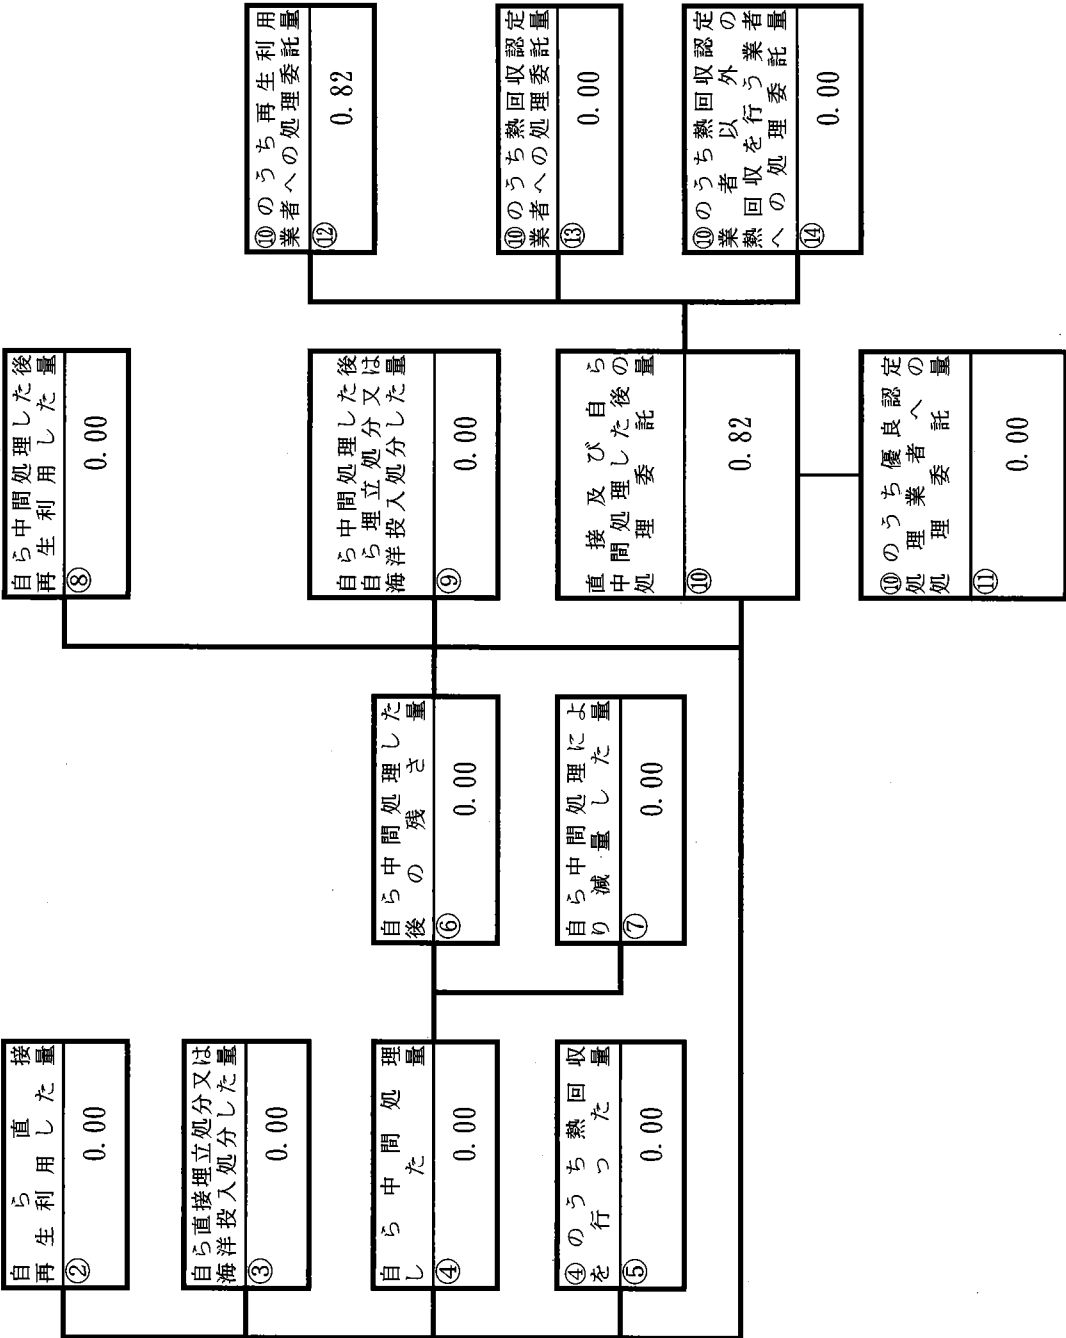 自ら直接
再生利用した量
②
0.00
自ら直接埋立処分又は
海洋投入処分した量
③
0.00
自ら中間処理
した量
④
0.00
④のうち熱回収
を行った量
⑤
0.00
自ら中間処理した
後の残さ量
⑥
0.00
自ら中間処理によ
り減量した量
⑦
0.00
自ら中間処理した後
再生利用した量
⑧
0.00
自ら中間処理した後
自ら埋立処分又は
海洋投入処分した量
⑨
0.00
直接及び自ら
中間処理した後の
処理委託量
⑩
0.82
⑩のうち優良認定
処理業者への
処理委託量
⑪
0.00
⑩のうち再生利用
業者への処理委託量
⑫
0.82
⑩のうち熱回収認定
業者への処理委託量
⑬
0.00
⑩のうち熱回収認定
業者以外の
熱回収を行う業者
への処理委託量
⑭
0.00